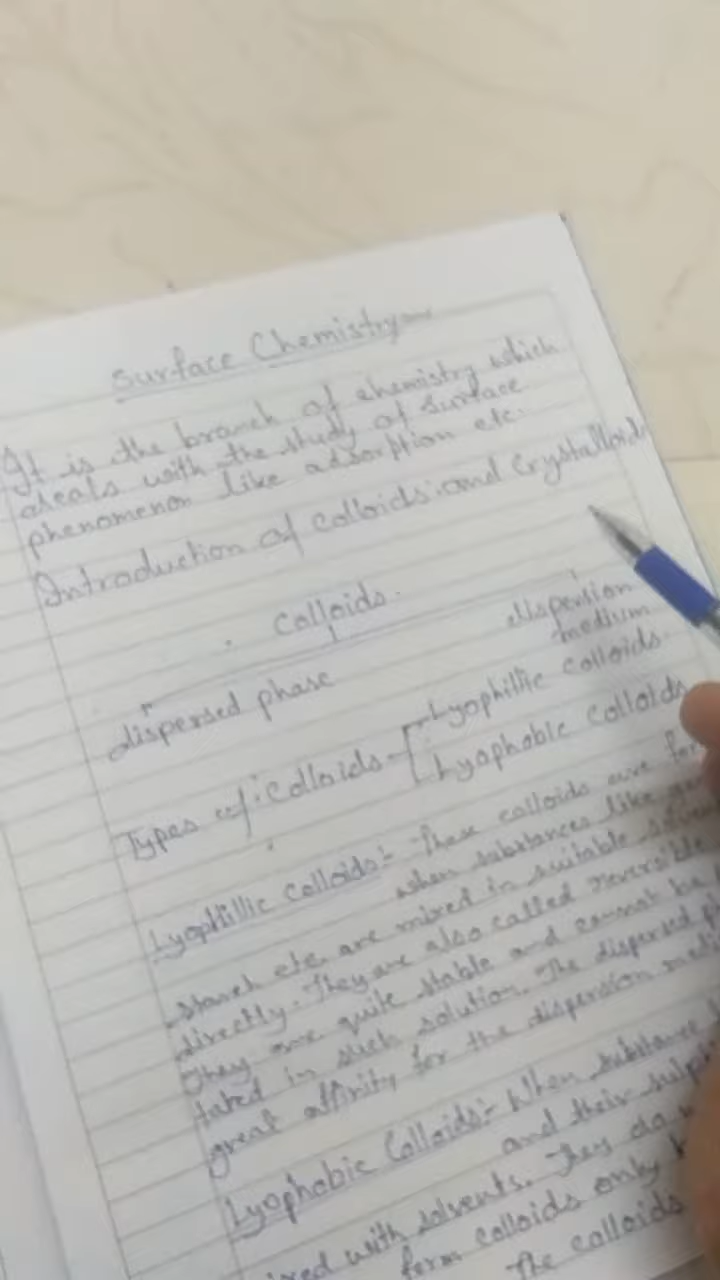 Surface Chemistry
It is the branch of chemistry which
deals with the study of surface
phenomenon like adsorption etc.
Introduction of colloids and Crystalloids
Colloids.
dispersion
medium
dispersed phase
Lyophillic colloids.
Types of colloids-
Lyophobic Colloids
Lyophillic colloids:- These colloids are
when substances like
starch etc. are mixed in suitable
directly. They are also called reversible
They are quite stable and cannot be
tated in such solution. The dispersed
great affinity for the dispersion
Lyophobic Colloids:- When substance
and their
with solvents. They do
form colloids only
The colloids